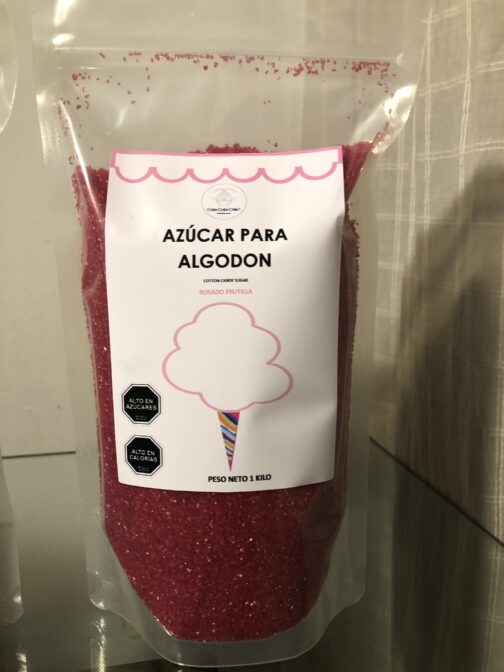 AZÚCAR PARA
ALGODON
COTTON CANDY SUGAR
ROSADO FRUTILLA
ALTO EN
AZÚCARES
ALTO EN
CALORÍAS
PESO NETO 1 KILO